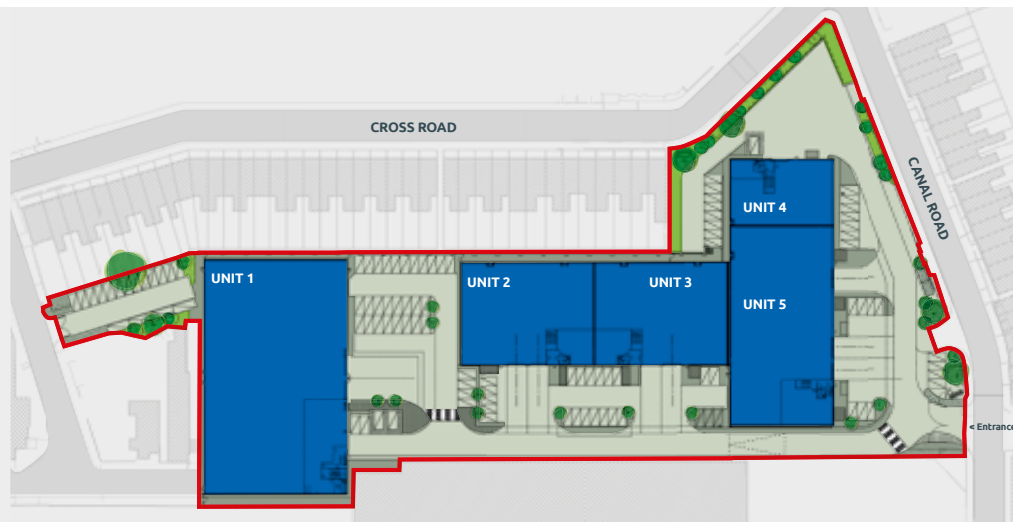 CROSS ROAD
CANAL ROAD
UNIT 4
UNIT 1
UNIT 2
UNIT 3
UNIT 5
< Entrance